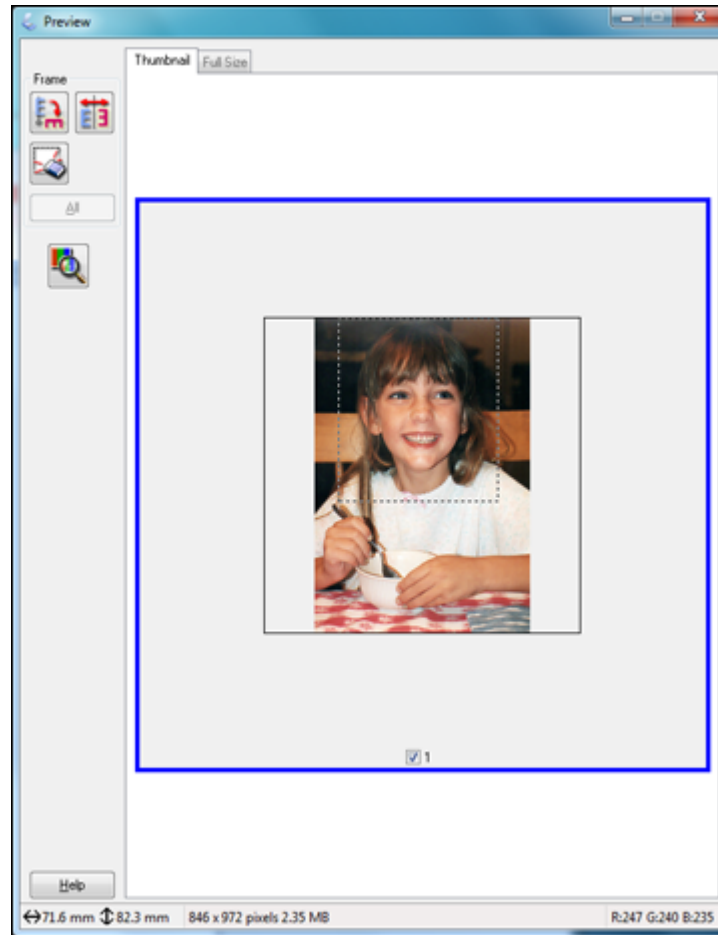 Preview
Thumbnail Full Size
Frame
All
1
Help
71.6 mm 82.3 mm 846 x 972 pixels 2.35 MB R:247 G:240 B:235